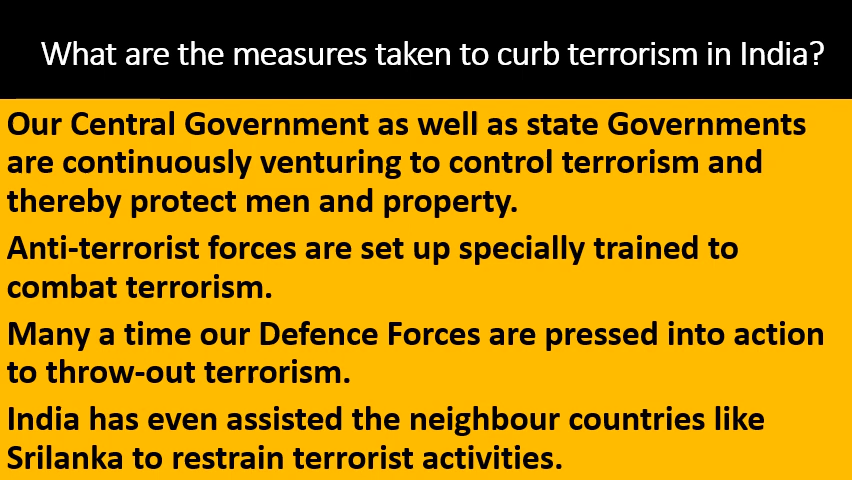 What are the measures taken to curb terrorism in India?
Our Central Government as well as state Governments
are continuously venturing to control terrorism and
thereby protect men and property.
Anti-terrorist forces are set up specially trained to
combat terrorism.
Many a time our Defence Forces are pressed into action
to throw-out terrorism.
India has even assisted the neighbour countries like
Srilanka to restrain terrorist activities.